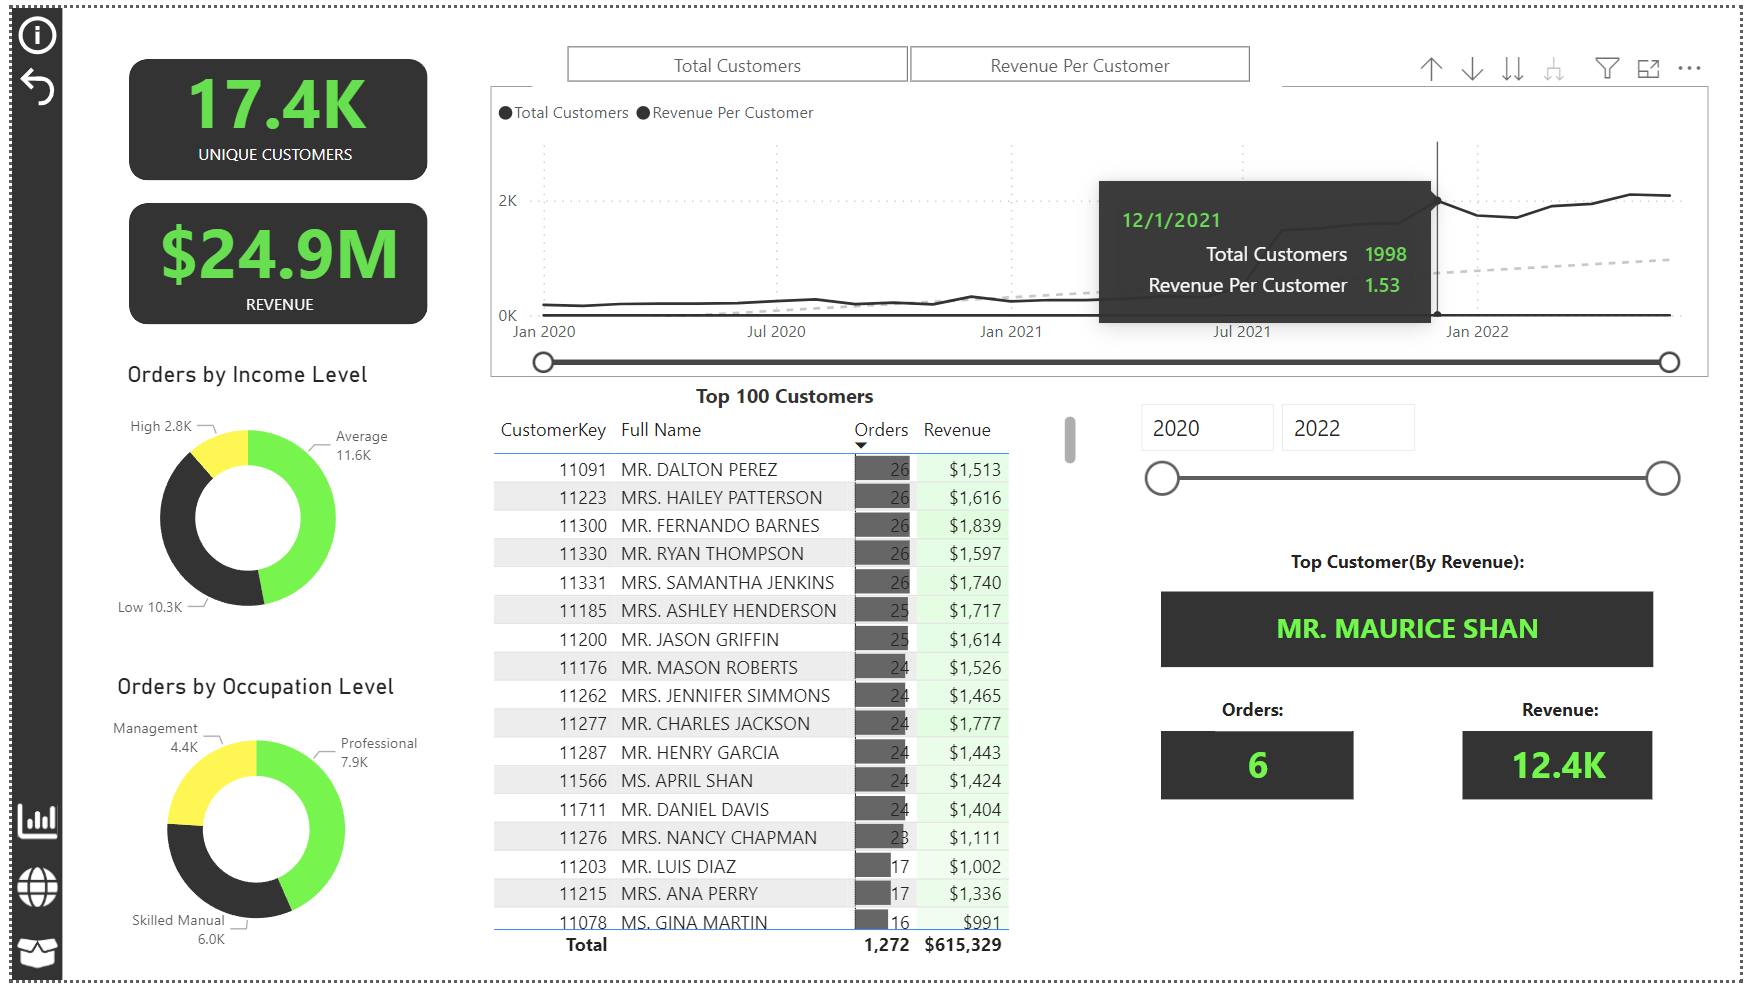 17.4K
UNIQUE CUSTOMERS
$24.9M
REVENUE
Total Customers
Revenue Per Customer
Total Customers Revenue Per Customer
2K
0K
Jan 2020 Jul 2020 Jan 2021 Jul 2021 Jan 2022
12/1/2021
Total Customers 1998
Revenue Per Customer 1.53
Orders by Income Level
High 2.8K
Average
11.6K
Low 10.3K
Orders by Occupation Level
Management
4.4K
Professional
7.9K
Skilled Manual
6.0K
Top 100 Customers
CustomerKey Full Name Orders Revenue
11091 MR. DALTON PEREZ 26 $1,513
11223 MRS. HAILEY PATTERSON 26 $1,616
11300 MR. FERNANDO BARNES 26 $1,839
11330 MR. RYAN THOMPSON 26 $1,597
11331 MRS. SAMANTHA JENKINS 26 $1,740
11185 MRS. ASHLEY HENDERSON 25 $1,717
11200 MR. JASON GRIFFIN 25 $1,614
11176 MR. MASON ROBERTS 24 $1,526
11262 MRS. JENNIFER SIMMONS 24 $1,465
11277 MR. CHARLES JACKSON 24 $1,777
11287 MR. HENRY GARCIA 24 $1,443
11566 MS. APRIL SHAN 24 $1,424
11711 MR. DANIEL DAVIS 24 $1,404
11276 MRS. NANCY CHAPMAN 23 $1,111
11203 MR. LUIS DIAZ 17 $1,002
11215 MRS. ANA PERRY 17 $1,336
11078 MS. GINA MARTIN 16 $991
Total 1,272 $615,329
2020 2022
Top Customer(By Revenue):
MR. MAURICE SHAN
Orders: Revenue:
6 12.4K